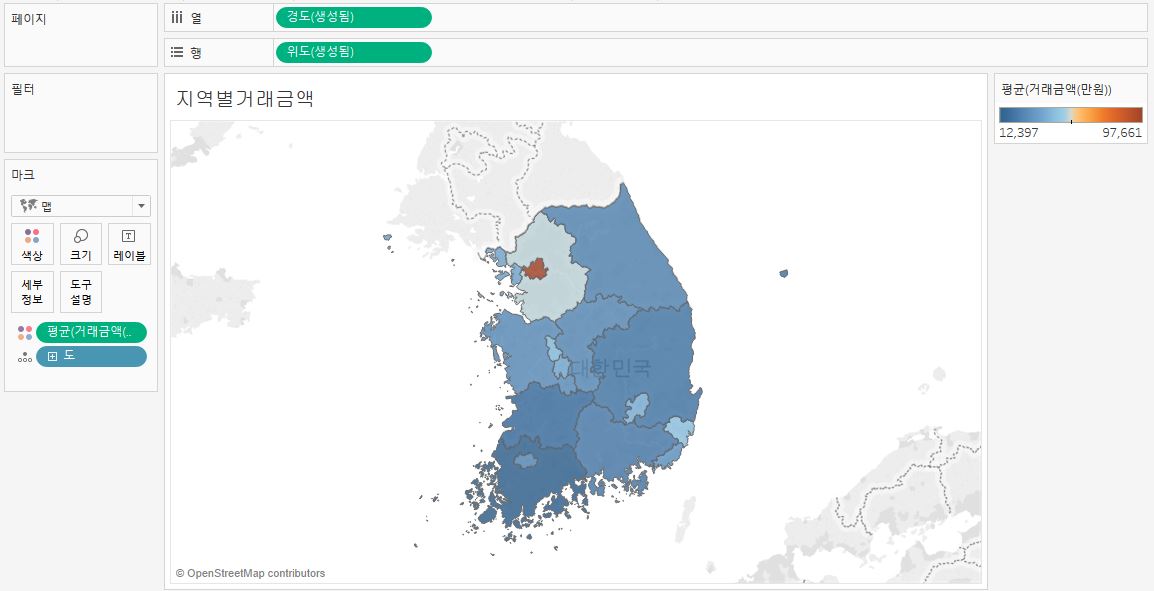 페이지
열
경도(생성됨)
행
위도(생성됨)
필터
지역별거래금액
평균(거래금액(만원))
12,397
97,661
마크
맵
색상
크기
레이블
세부
정보
도구
설명
평균(거래금액(..
도
대한민국
© OpenStreetMap contributors